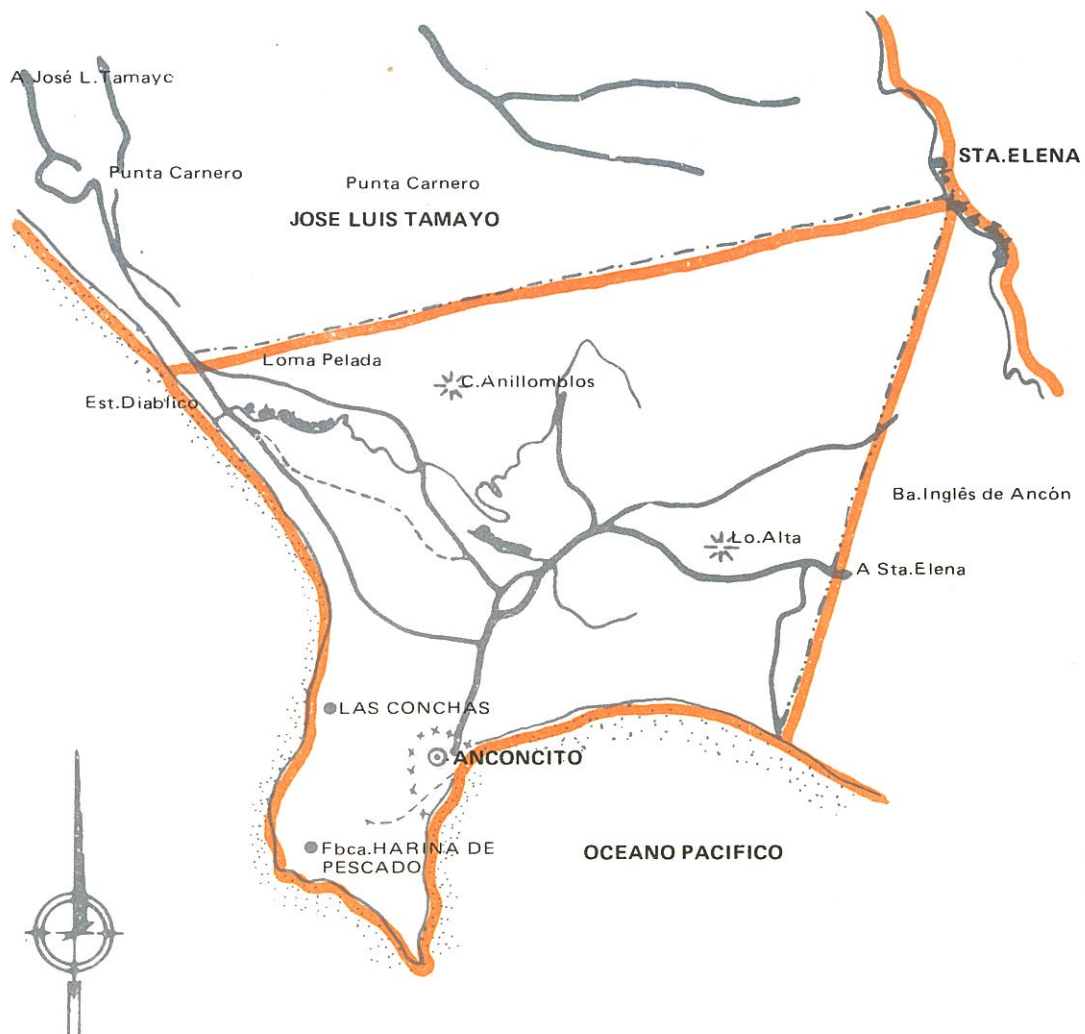 A José L.Tamayo
Punta Carnero
Punta Carnero
STA.ELENA
JOSE LUIS TAMAYO
Loma Pelada
C.Anillomblos
Est.Diablico
Ba.Inglês de Ancón
Lo.Alta
A Sta.Elena
LAS CONCHAS
ANCONCITO
Fbca.HARINA DE
PESCADO
OCEANO PACIFICO